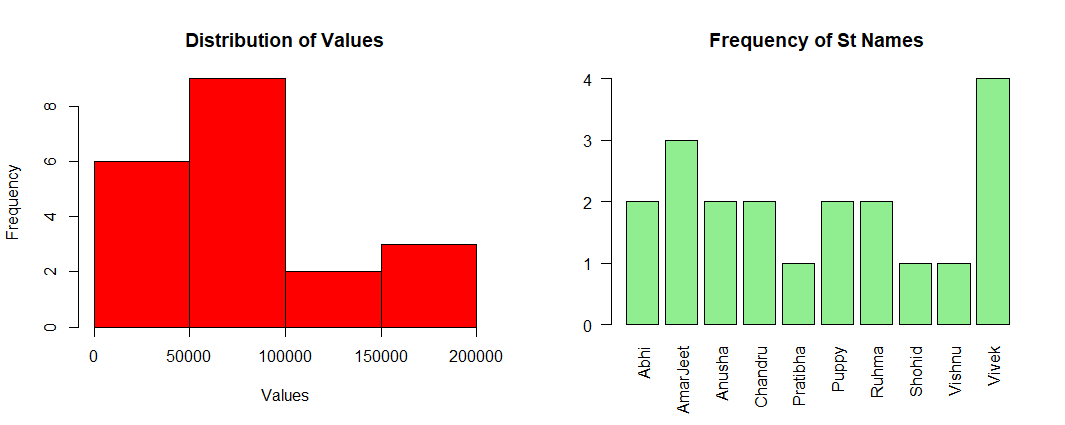 Distribution of Values
Frequency
8
6
4
2
0
0 50000 100000 150000 200000
Values
Frequency of St Names
4
3
2
1
0
Abhi
AmarJeet
Anusha
Chandru
Pratibha
Puppy
Ruhma
Shohid
Vishnu
Vivek